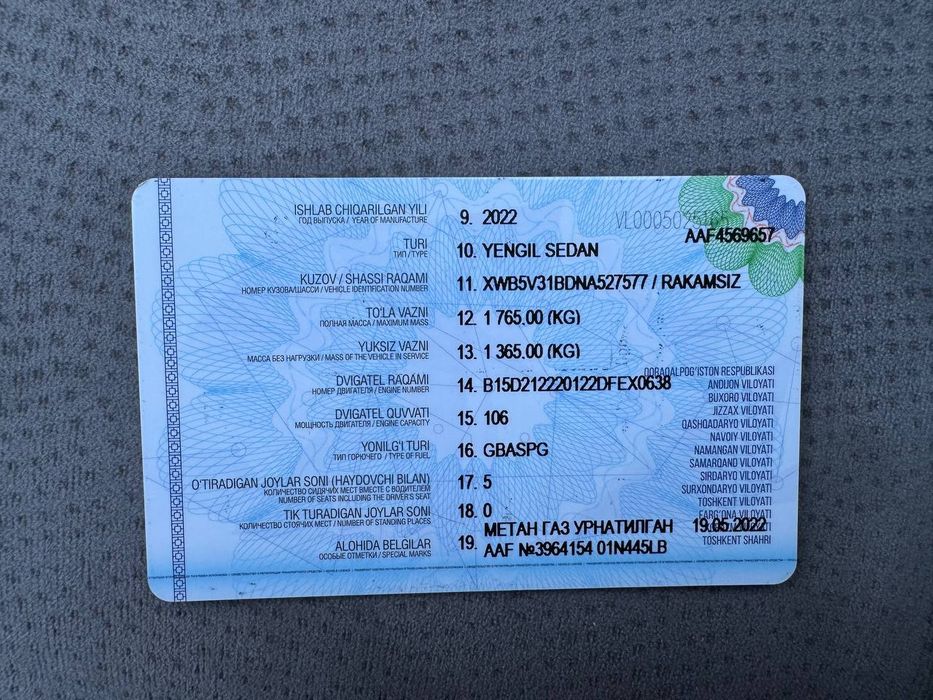 ISHLAB CHIQARILGAN YILI 9. 2022
ГОД ВЫПУСКА / YEAR OF MANUFACTURE
AAF4569657
TURI 10. YENGIL SEDAN
ТИП / TYPE
KUZOV / SHASSI RAQAMI 11. XWB5V31BDNA527577 / RAKAMSIZ
НОМЕР КУЗОВА/ШАССИ / VEHICLE IDENTIFICATION NUMBER
TO'LA VAZNI 12. 1 765.00 (KG)
ПОЛНАЯ МАССА / MAXIMUM MASS
YUKSIZ VAZNI 13. 1 365.00 (KG)
МАССА БЕЗ НАГРУЗКИ / MASS OF THE VEHICLE IN SERVICE
DVIGATEL RAQAMI 14. B15D212220122DFEX0638
НОМЕР ДВИГАТЕЛЯ / ENGINE NUMBER
DVIGATEL QUVVATI 15. 106
МОЩНОСТЬ ДВИГАТЕЛЯ / ENGINE CAPACITY
YONILG'I TURI 16. GBASPG
ТИП ГОРЮЧЕГО / TYPE OF FUEL
O'TIRADIGAN JOYLAR SONI (HAYDOVCHI BILAN) 17. 5
КОЛИЧЕСТВО СИДЯЧИХ МЕСТ ВМЕСТЕ С ВОДИТЕЛЕМ
NUMBER OF SEATS INCLUDING THE DRIVER'S SEAT
TIK TURADIGAN JOYLAR SONI 18. 0
КОЛИЧЕСТВО СТОЯЧИХ МЕСТ / NUMBER OF STANDING PLACES
ALOHIDA BELGILAR 19. МЕТАН ГАЗ УРНАТИЛГАН 19.05.2022
ОСОБЫЕ ОТМЕТКИ / SPECIAL MARKS
AAF №3964154 01N445LB
QORAQALPOG'ISTON RESPUBLIKASI
ANDIJON VILOYATI
BUXORO VILOYATI
JIZZAX VILOYATI
QASHQADARYO VILOYATI
NAVOIY VILOYATI
NAMANGAN VILOYATI
SAMARQAND VILOYATI
SIRDARYO VILOYATI
SURXONDARYO VILOYATI
TOSHKENT VILOYATI
FARG'ONA VILOYATI
TOSHKENT SHAHRI